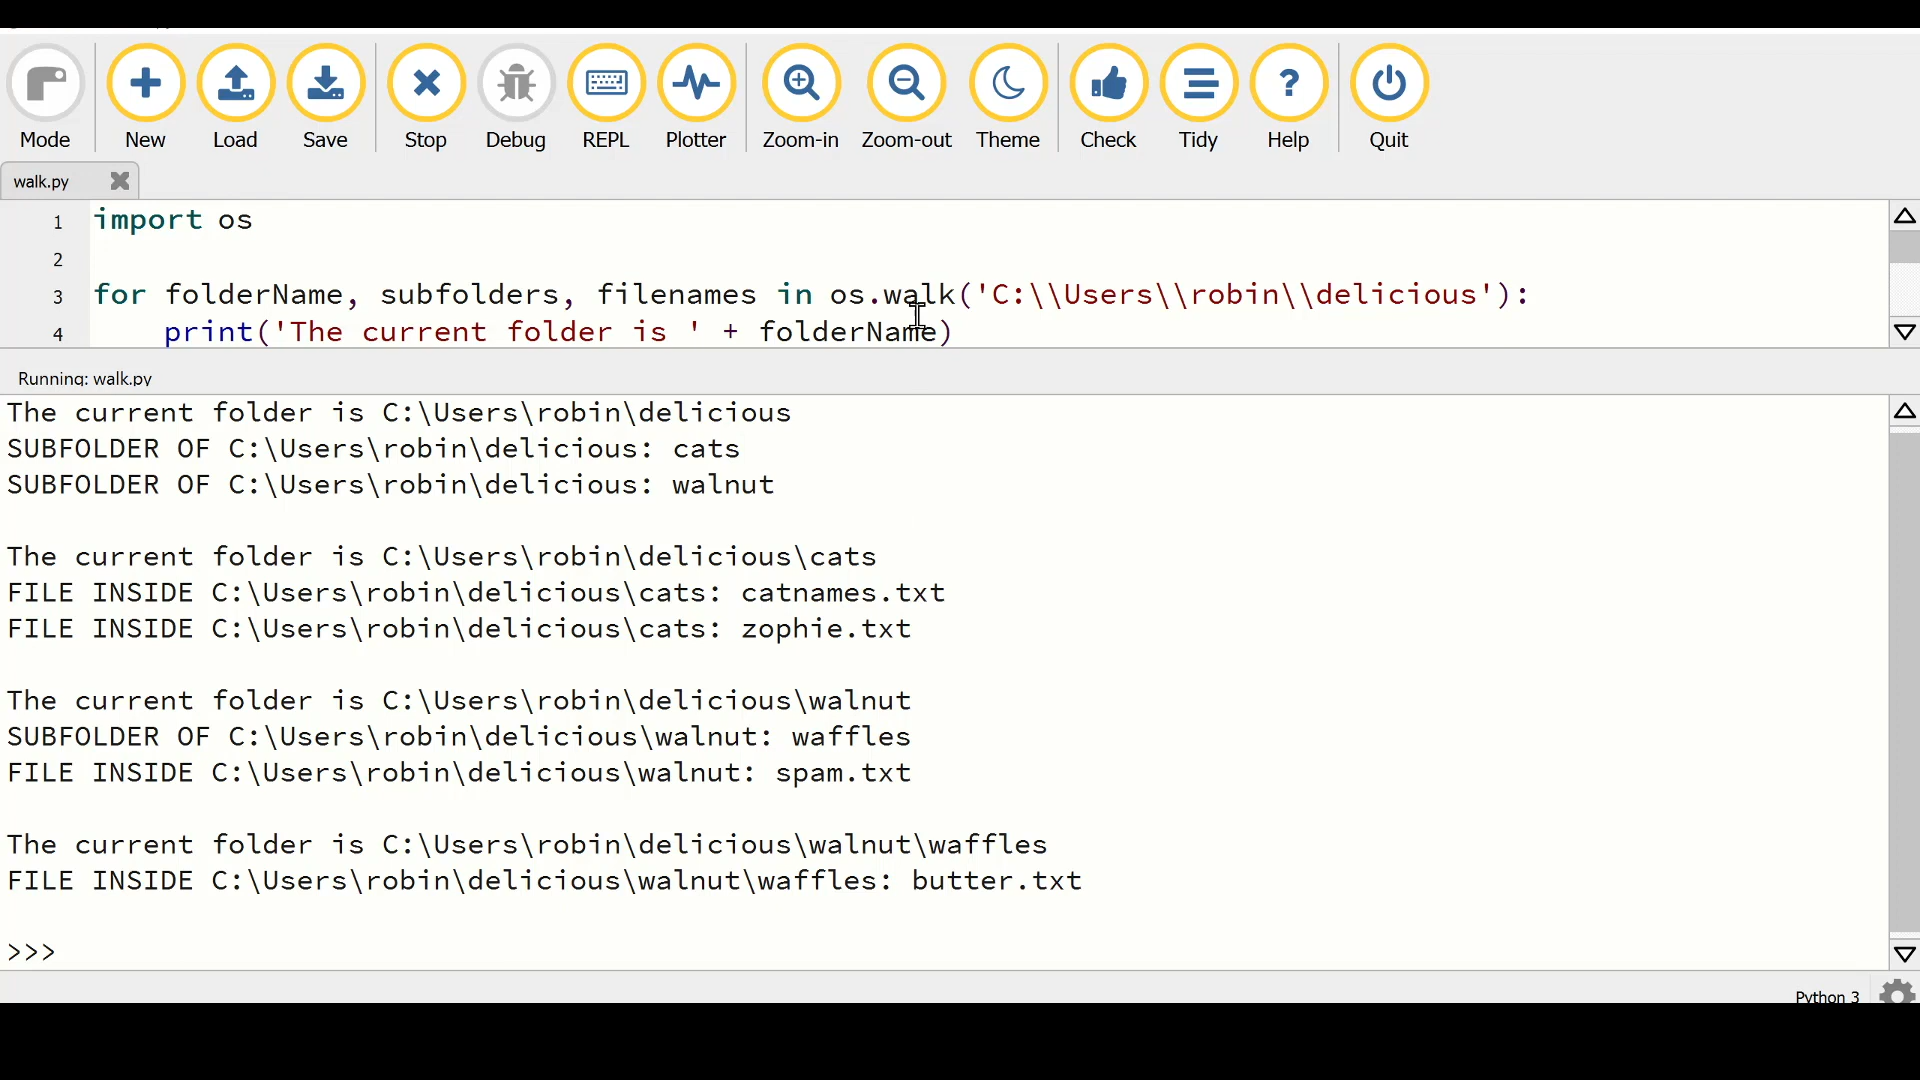 Mode New Load Save Stop Debug REPL Plotter Zoom-in Zoom-out Theme Check Tidy Help Quit
walk.py
1 import os
2
3 for folderName, subfolders, filenames in os.walk('C:\\Users\\robin\\delicious'):
4     print('The current folder is ' + folderName)
Running: walk.py
The current folder is C:\Users\robin\delicious
SUBFOLDER OF C:\Users\robin\delicious: cats
SUBFOLDER OF C:\Users\robin\delicious: walnut
The current folder is C:\Users\robin\delicious\cats
FILE INSIDE C:\Users\robin\delicious\cats: catnames.txt
FILE INSIDE C:\Users\robin\delicious\cats: zophie.txt
The current folder is C:\Users\robin\delicious\walnut
SUBFOLDER OF C:\Users\robin\delicious\walnut: waffles
FILE INSIDE C:\Users\robin\delicious\walnut: spam.txt
The current folder is C:\Users\robin\delicious\walnut\waffles
FILE INSIDE C:\Users\robin\delicious\walnut\waffles: butter.txt
>>>
Python 3